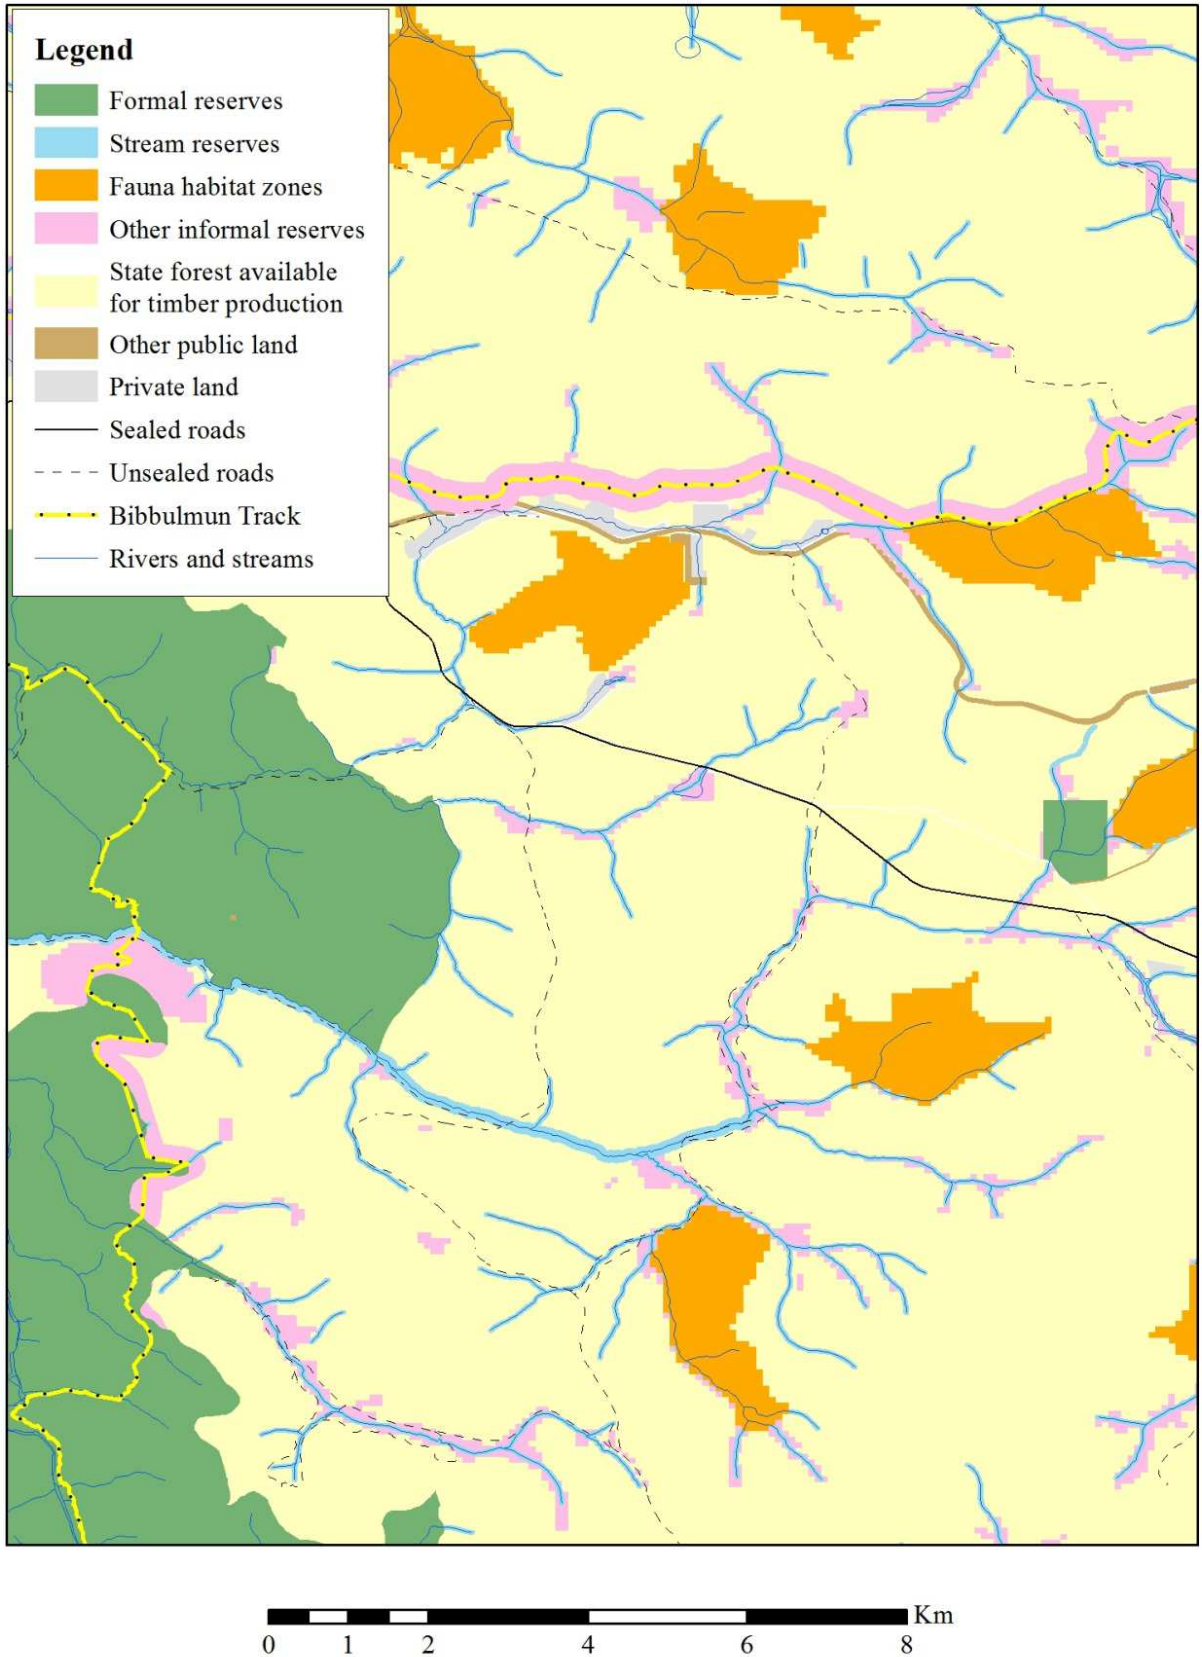 Legend
Formal reserves
Stream reserves
Fauna habitat zones
Other informal reserves
State forest available
for timber production
Other public land
Private land
Sealed roads
Unsealed roads
Bibbulmun Track
Rivers and streams
Km
0 1 2 4 6 8